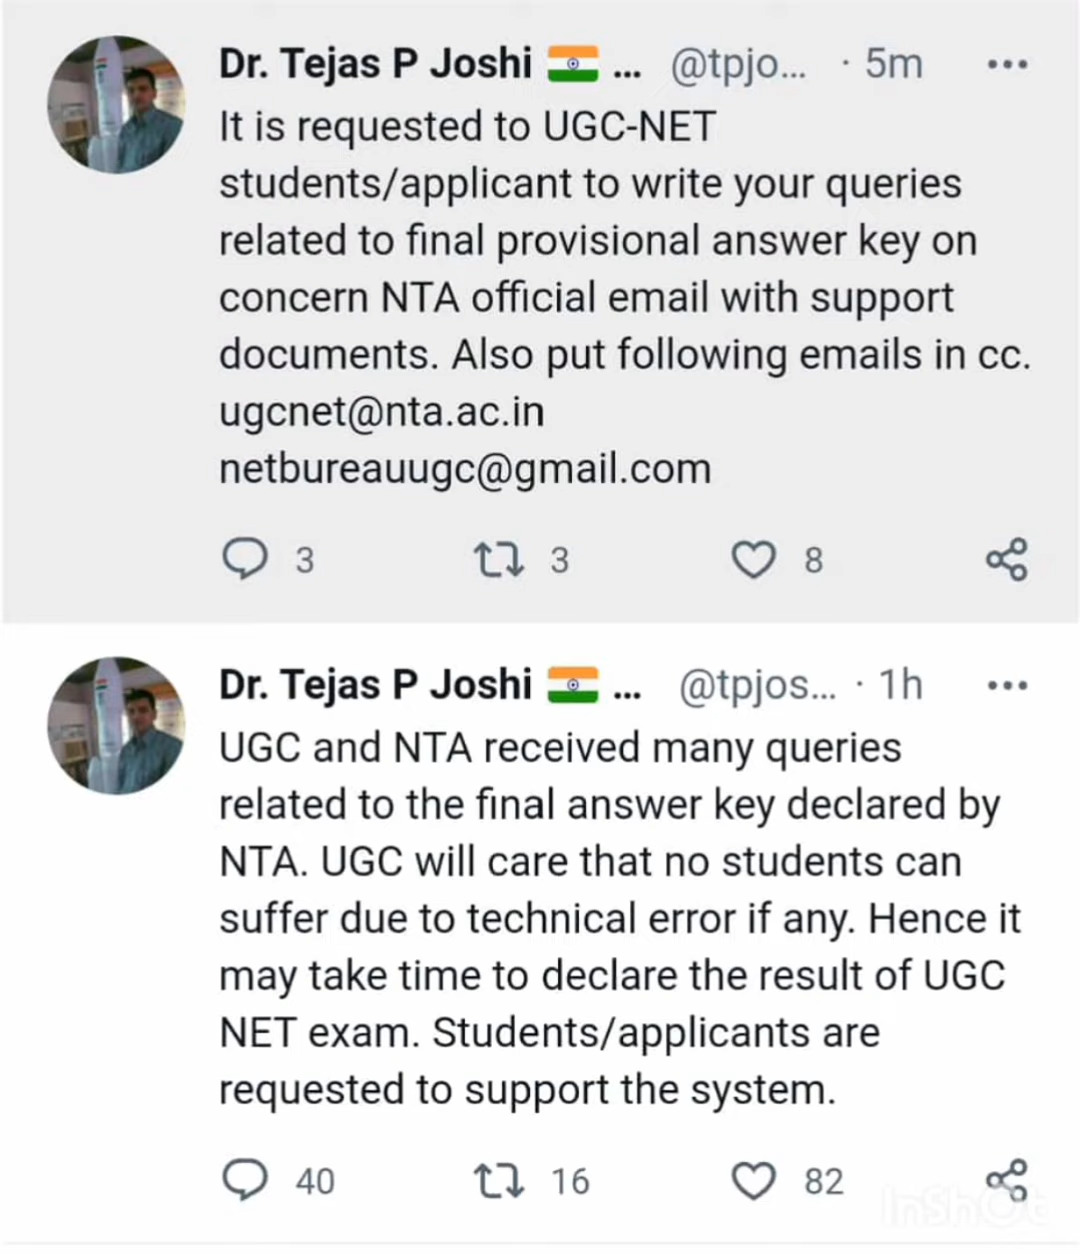 Dr. Tejas P Joshi 🇮🇳 ... @tpjo... · 5m
It is requested to UGC-NET
students/applicant to write your queries
related to final provisional answer key on
concern NTA official email with support
documents. Also put following emails in cc.
ugcnet@nta.ac.in
netbureauugc@gmail.com
3 3 8
Dr. Tejas P Joshi 🇮🇳 ... @tpjos... · 1h
UGC and NTA received many queries
related to the final answer key declared by
NTA. UGC will care that no students can
suffer due to technical error if any. Hence it
may take time to declare the result of UGC
NET exam. Students/applicants are
requested to support the system.
40 16 82
InShOt